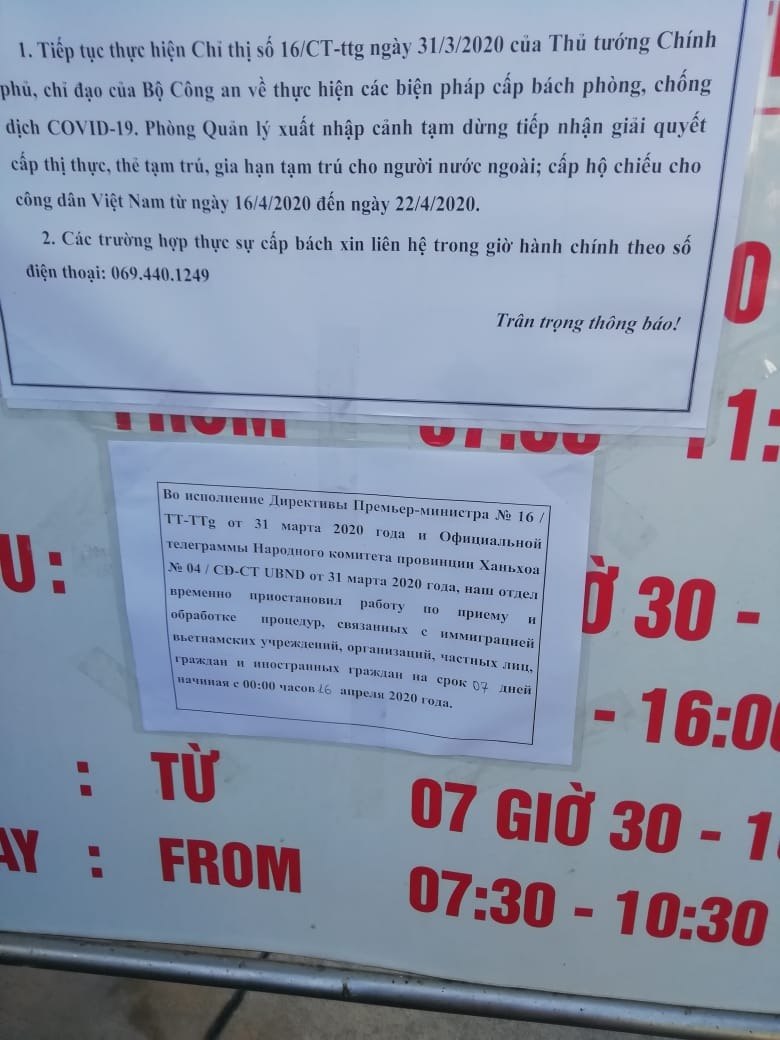 1. Tiếp tục thực hiện Chỉ thị số 16/CT-ttg ngày 31/3/2020 của Thủ tướng Chính
phủ, chỉ đạo của Bộ Công an về thực hiện các biện pháp cấp bách phòng, chống
dịch COVID-19. Phòng Quản lý xuất nhập cảnh tạm dừng tiếp nhận giải quyết
cấp thị thực, thẻ tạm trú, gia hạn tạm trú cho người nước ngoài; cấp hộ chiếu cho
công dân Việt Nam từ ngày 16/4/2020 đến ngày 22/4/2020.
2. Các trường hợp thực sự cấp bách xin liên hệ trong giờ hành chính theo số
điện thoại: 069.440.1249
Trân trọng thông báo!
FROM 07:00 11:
Во исполнение Директивы Премьер-министра № 16 /
TT-TTg от 31 марта 2020 года и Официальной
телеграммы Народного комитета провинции Ханьхоа
№ 04 / CĐ-CT UBND от 31 марта 2020 года, наш отдел
временно приостановил работу по приему и
обработке процедур, связанных с иммиграцией
вьетнамских учреждений, организаций, частных лиц,
граждан и иностранных граждан на срок 07 дней
начиная с 00:00 часов 16 апреля 2020 года.
U:
Ờ 30 -
- 16:00
: TỪ 07 GIỜ 30 - 1
AY : FROM 07:30 - 10:30